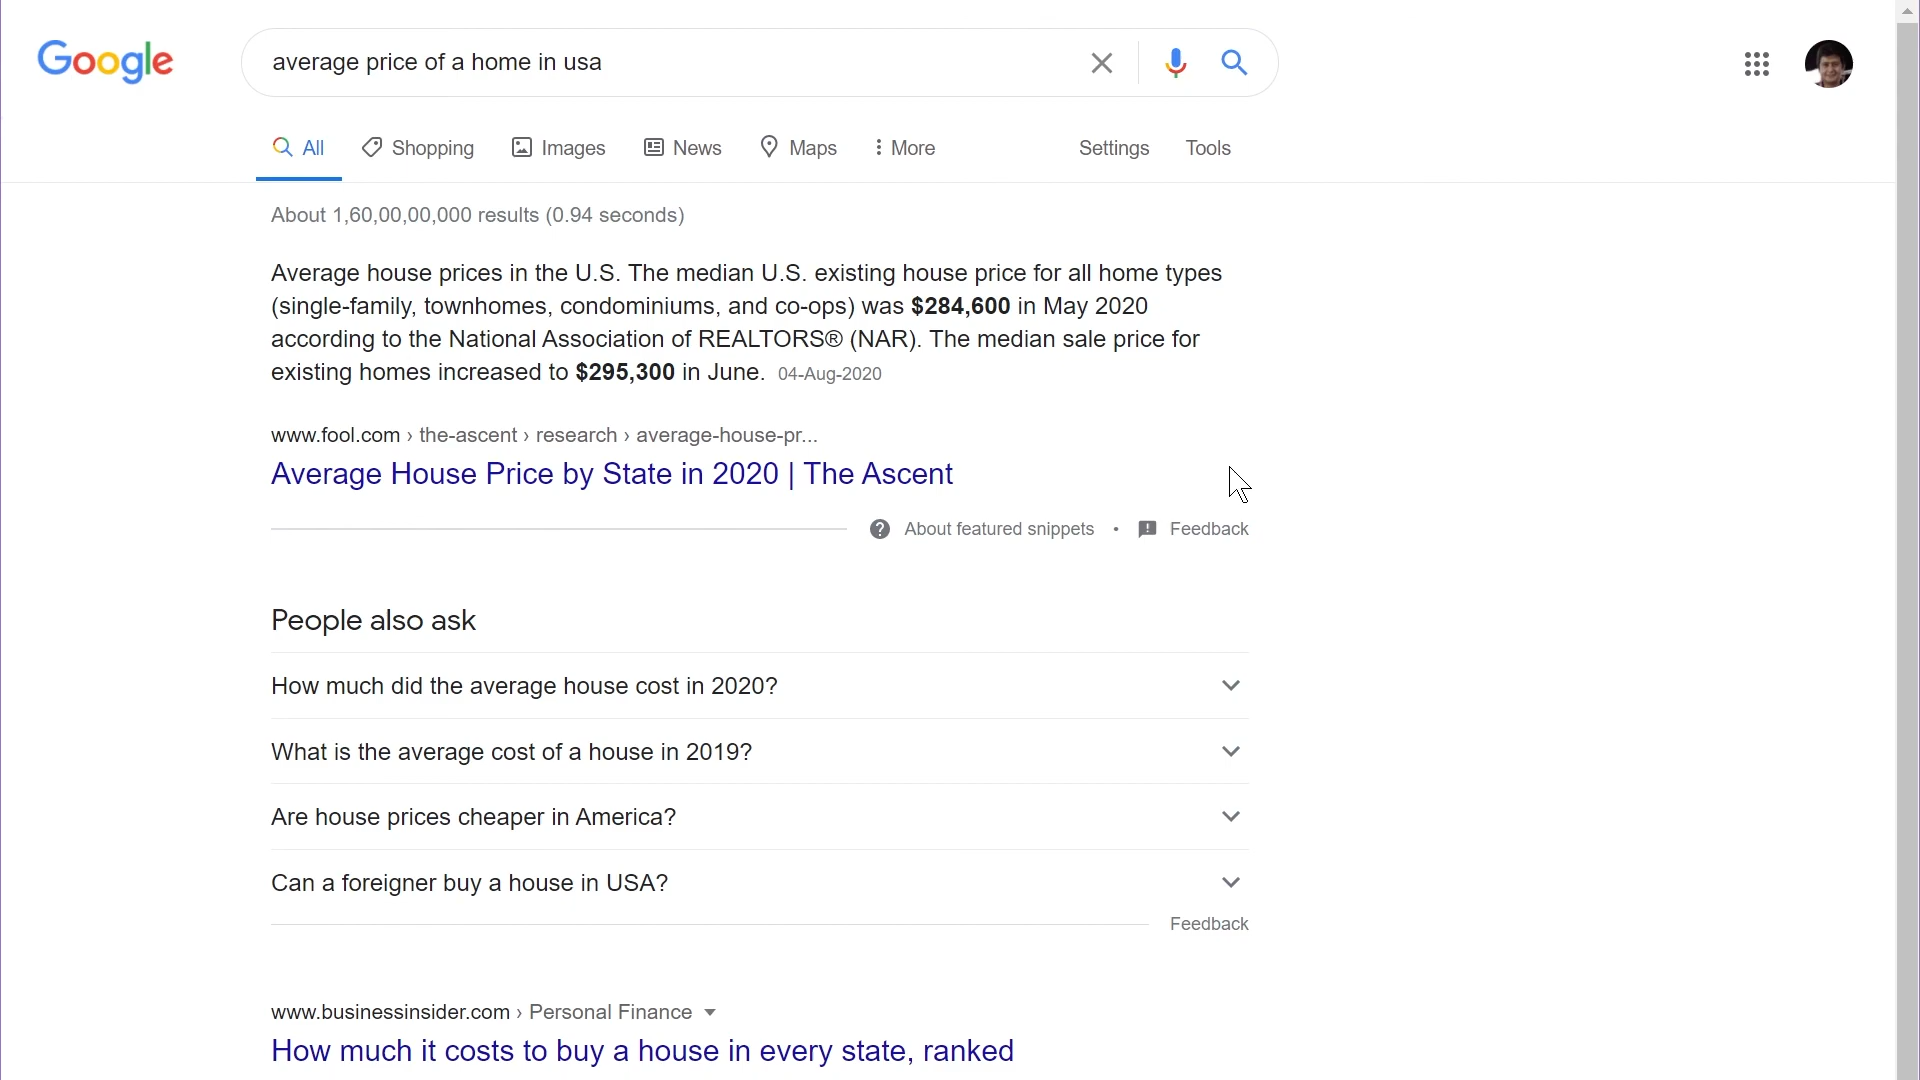 Google
average price of a home in usa
All
Shopping
Images
News
Maps
More
Settings
Tools
About 1,60,00,00,000 results (0.94 seconds)
Average house prices in the U.S. The median U.S. existing house price for all home types
(single-family, townhomes, condominiums, and co-ops) was $284,600 in May 2020
according to the National Association of REALTORS® (NAR). The median sale price for
existing homes increased to $295,300 in June. 04-Aug-2020
www.fool.com › the-ascent › research › average-house-pr...
Average House Price by State in 2020 | The Ascent
About featured snippets • Feedback
People also ask
How much did the average house cost in 2020?
What is the average cost of a house in 2019?
Are house prices cheaper in America?
Can a foreigner buy a house in USA?
Feedback
www.businessinsider.com › Personal Finance
How much it costs to buy a house in every state, ranked